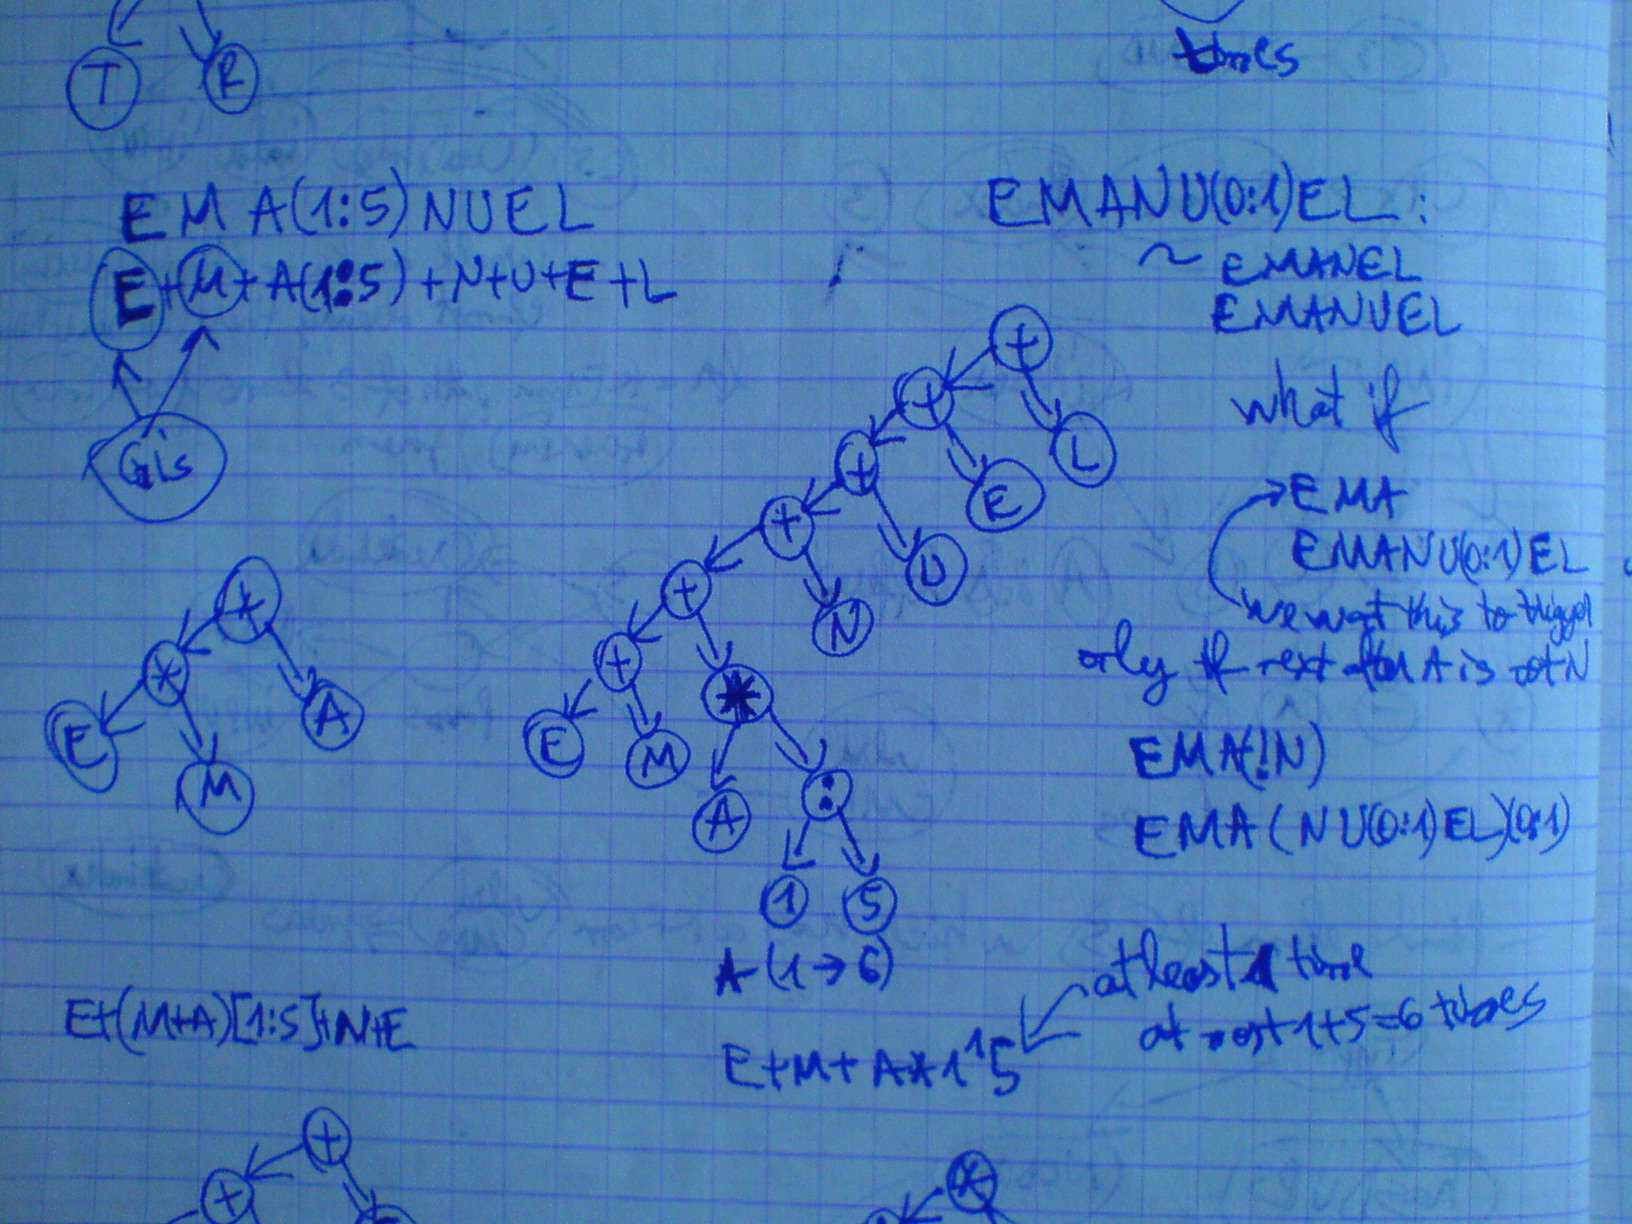 T R
times
EMA(1:5)NUEL
E+M+A(1:5)+N+U+E+L
Gis
EMANU(0:1)EL:
~ EMANEL
EMANUEL
what if
EMA
EMANU(0:1)EL
we want this to trigger
only if next after A is not N
EMA(!N)
EMA(NU(0:1)EL)(0:1)
+
+ L
+ E
+ U
+ N
+ *
E M A :
1 5
A(1→6)
at least 1 time
at most 1+5=6 times
E+M+A*1^5
*
* A
E M
E+(M+A)[1:5]+N+E
+
+
*